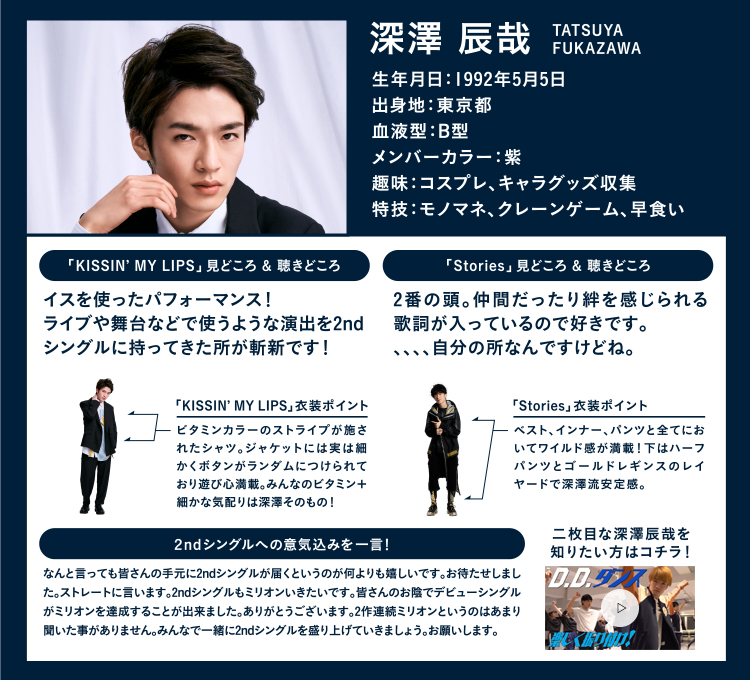 深澤 辰哉
TATSUYA
FUKAZAWA
生年月日：1992年5月5日
出身地：東京都
血液型：B型
メンバーカラー：紫
趣味：コスプレ、キャラグッズ収集
特技：モノマネ、クレーンゲーム、早食い
「KISSIN' MY LIPS」見どころ & 聴きどころ
イスを使ったパフォーマンス！
ライブや舞台などで使うような演出を2nd
シングルに持ってきた所が斬新です！
「Stories」見どころ & 聴きどころ
2番の頭。仲間だったり絆を感じられる
歌詞が入っているので好きです。
、、、、自分の所なんですけどね。
「KISSIN' MY LIPS」衣装ポイント
ビタミンカラーのストライプが施さ
れたシャツ。ジャケットには実は細
かくボタンがランダムにつけられて
おり遊び心満載。みんなのビタミン＋
細かな気配りは深澤そのもの！
「Stories」衣装ポイント
ベスト、インナー、パンツと全てにお
いてワイルド感が満載！下はハーフ
パンツとゴールドレギンスのレイ
ヤードで深澤流安定感。
2ndシングルへの意気込みを一言！
なんと言っても皆さんの手元に2ndシングルが届くというのが何よりも嬉しいです。お待たせしまし
た。ストレートに言います。2ndシングルもミリオンいきたいです。皆さんのお陰でデビューシングル
がミリオンを達成することが出来ました。ありがとうございます。2作連続ミリオンというのはあまり
聞いた事がありません。みんなで一緒に2ndシングルを盛り上げていきましょう。お願いします。
二枚目な深澤辰哉を
知りたい方はコチラ！
D.D.ダンス
楽しく振り付け！